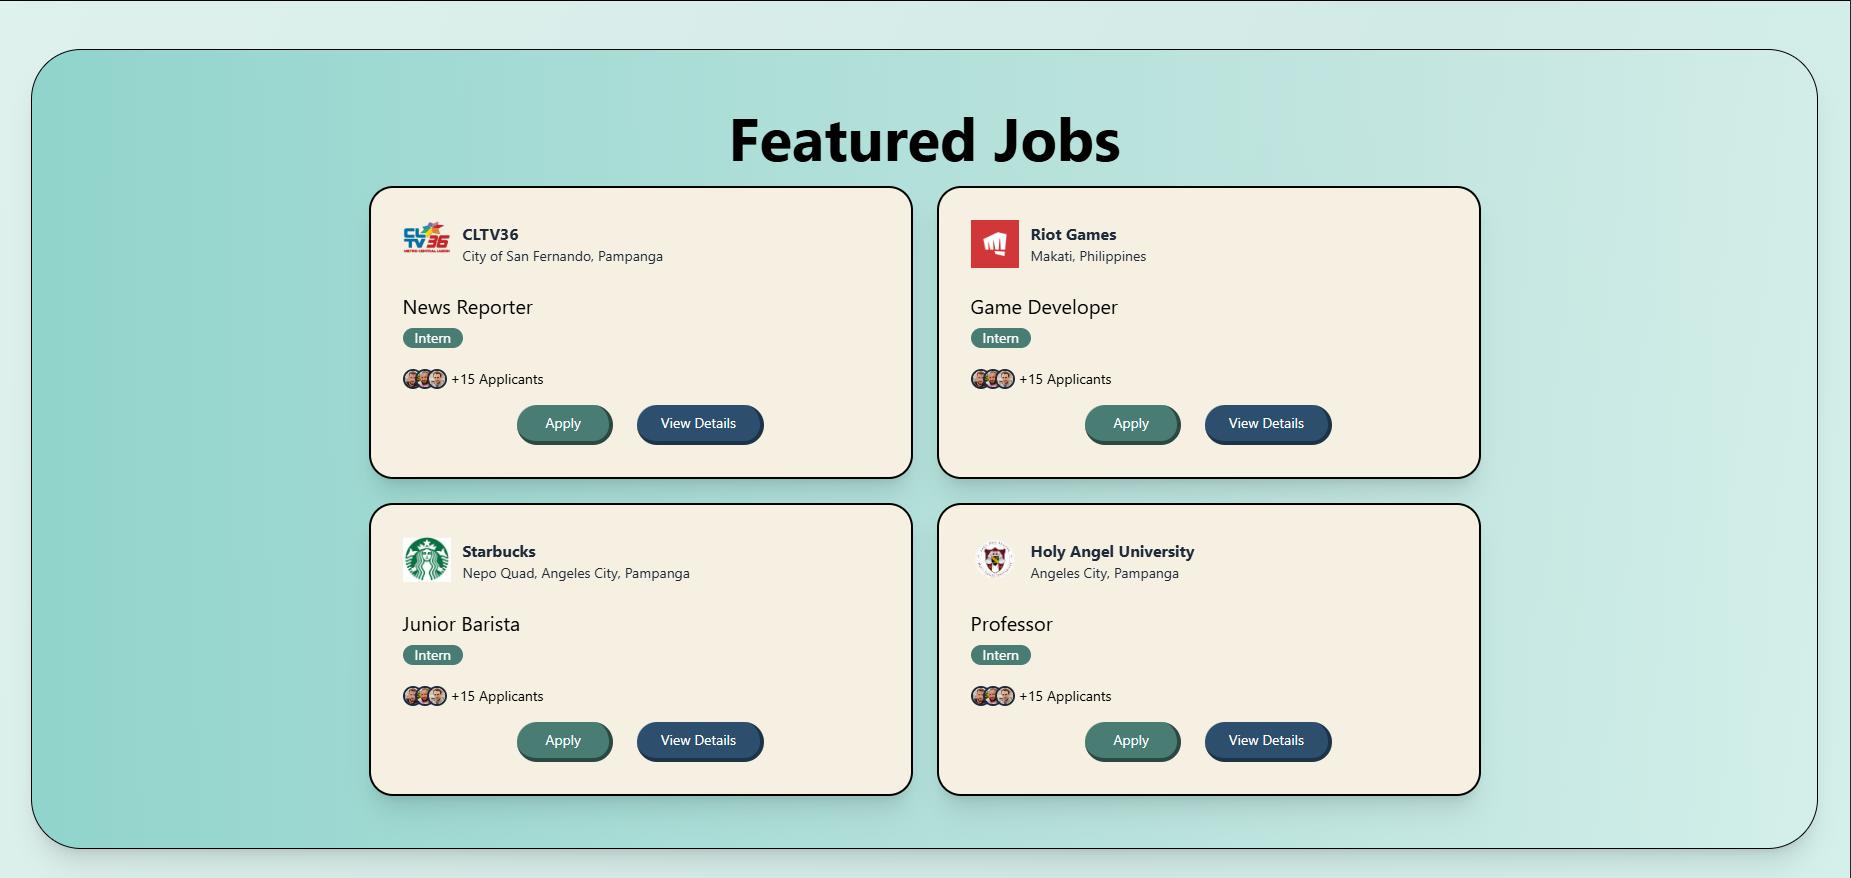 Featured Jobs
CLTV36
City of San Fernando, Pampanga
News Reporter
Intern
+15 Applicants
Apply
View Details
Riot Games
Makati, Philippines
Game Developer
Intern
+15 Applicants
Apply
View Details
Starbucks
Nepo Quad, Angeles City, Pampanga
Junior Barista
Intern
+15 Applicants
Apply
View Details
Holy Angel University
Angeles City, Pampanga
Professor
Intern
+15 Applicants
Apply
View Details
CL
TV36